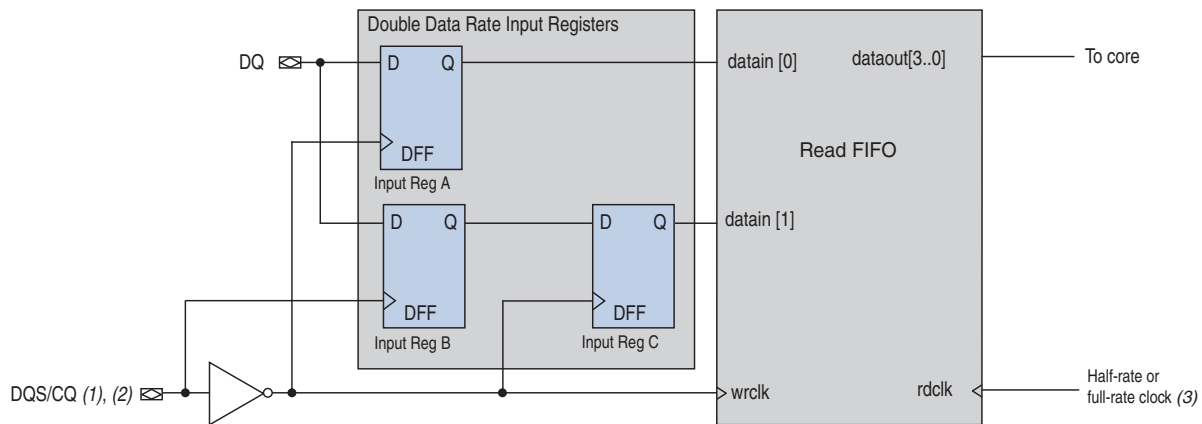 Double Data Rate Input Registers
DQ
D
Q
DFF
Input Reg A
datain [0]
dataout[3..0]
To core
Read FIFO
D
Q
DFF
Input Reg B
D
Q
DFF
Input Reg C
datain [1]
DQS/CQ (1), (2)
wrclk
rdclk
Half-rate or
full-rate clock (3)